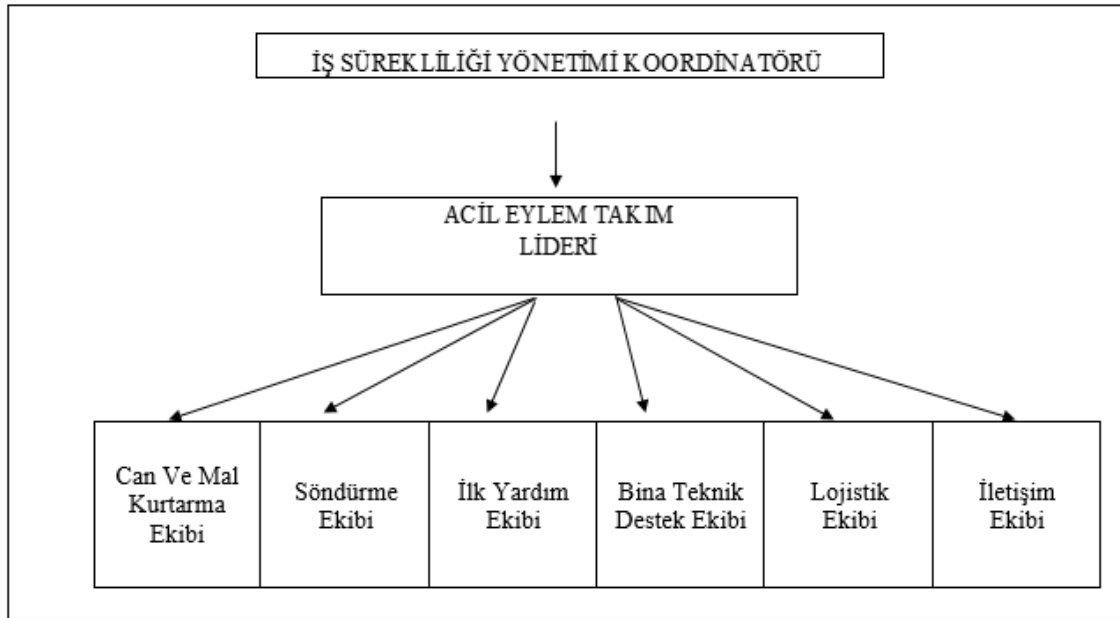 İŞ SÜREKLİLİĞİ YÖNETİMİ KOORDİNATÖRÜ
ACİL EYLEM TAKIM
LİDERİ
Can Ve Mal
Kurtarma
Ekibi
Söndürme
Ekibi
İlk Yardım
Ekibi
Bina Teknik
Destek Ekibi
Lojistik
Ekibi
İletişim
Ekibi